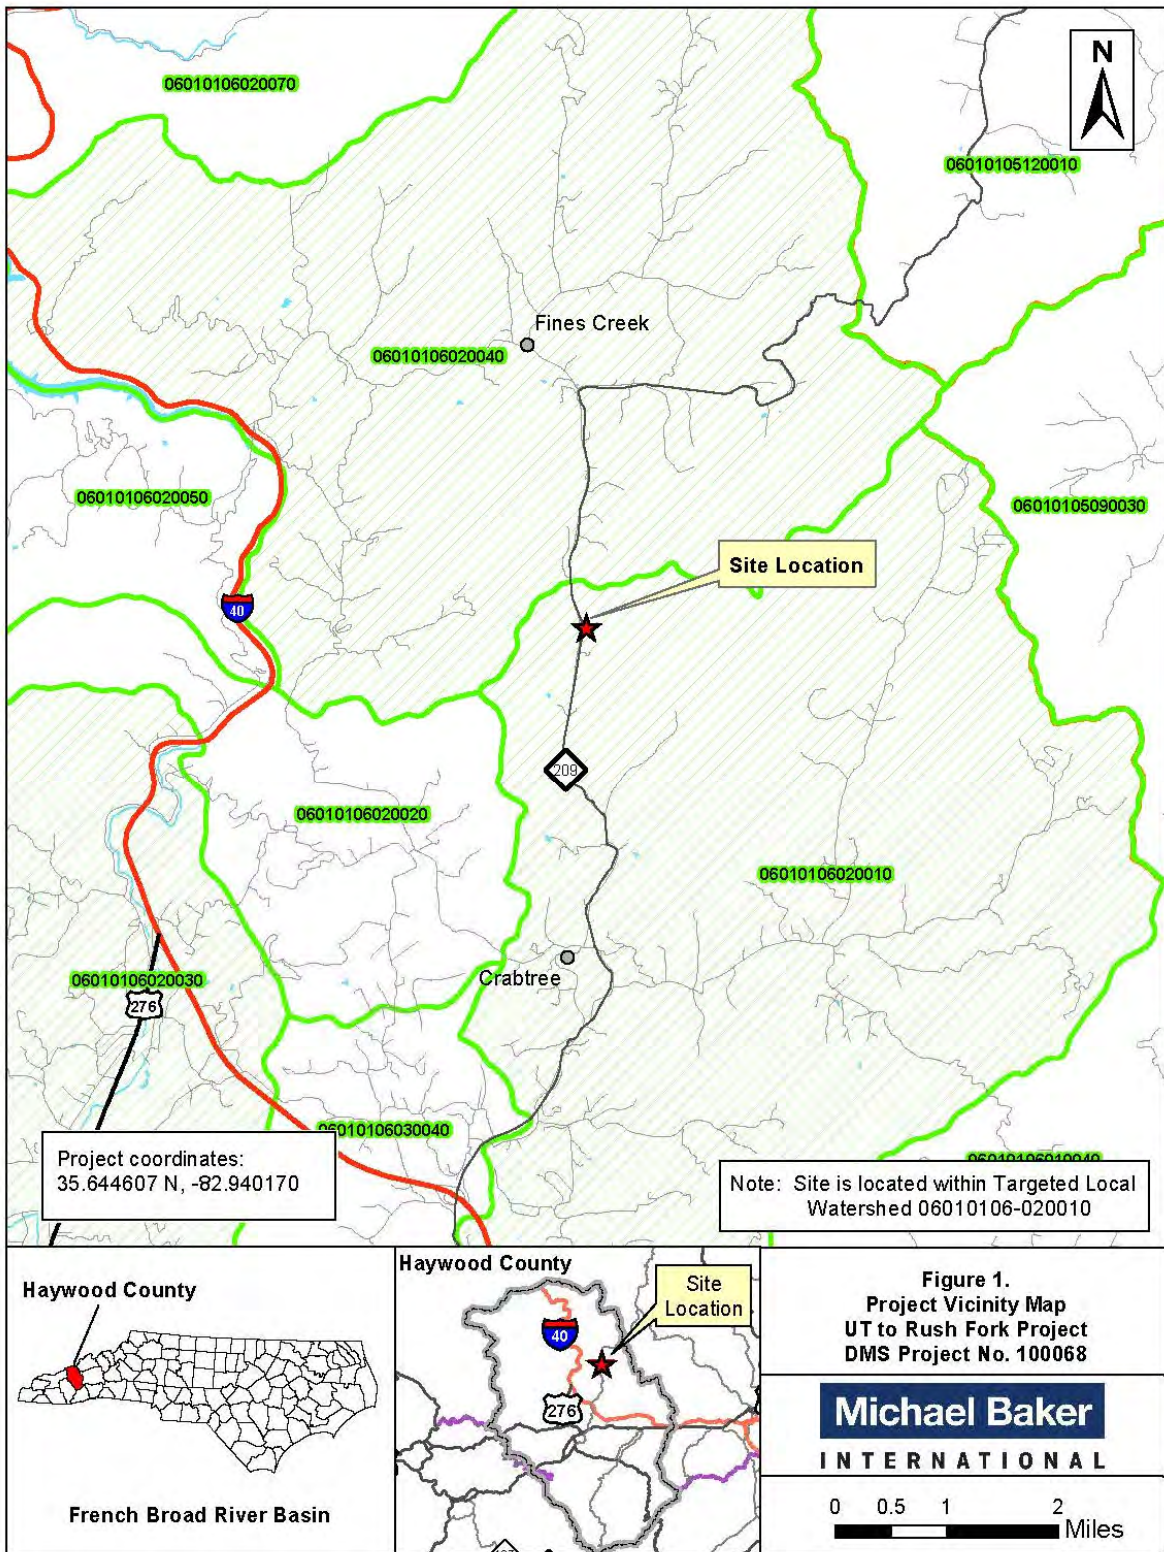 06010106020070
N
06010105120010
Fines Creek
06010106020040
06010106020050
06010105090030
Site Location
40
209
06010106020020
06010106020010
Crabtree
06010106020030
276
06010106030040
06010106010040
Project coordinates:
35.644607 N, -82.940170
Note: Site is located within Targeted Local
Watershed 06010106-020010
Haywood County
French Broad River Basin
Haywood County
Site
Location
40
276
Figure 1.
Project Vicinity Map
UT to Rush Fork Project
DMS Project No. 100068
Michael Baker
INTERNATIONAL
0 0.5 1 2
Miles